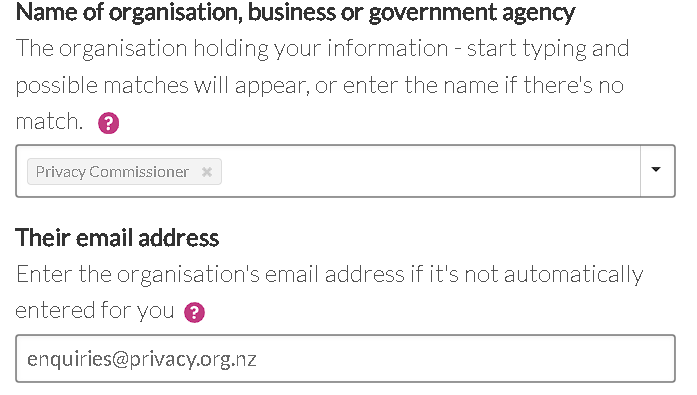 Name of organisation, business or government agency
The organisation holding your information - start typing and
possible matches will appear, or enter the name if there's no
match. ?
Privacy Commissioner ×
Their email address
Enter the organisation's email address if it's not automatically
entered for you ?
enquiries@privacy.org.nz